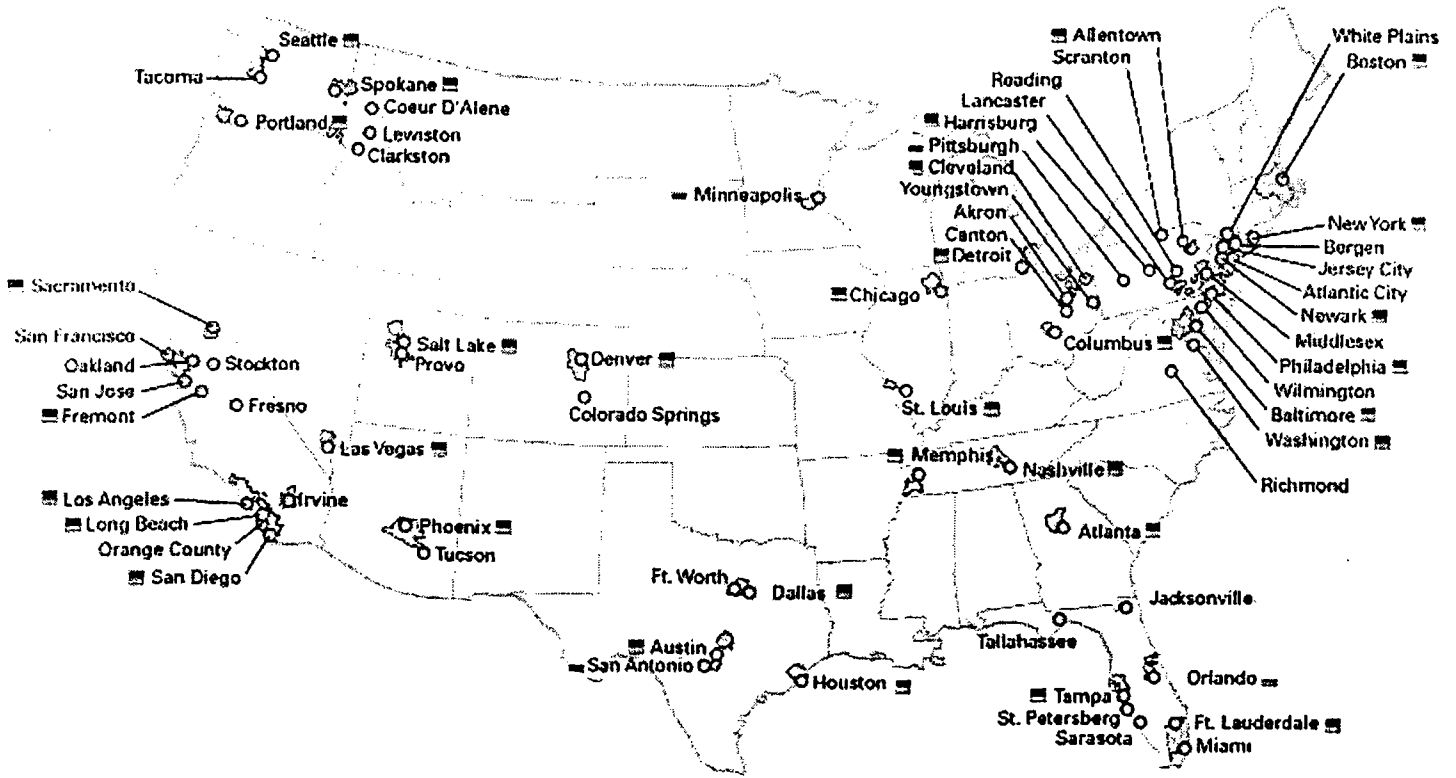 Seattle
Tacoma
Spokane
Coeur D'Alene
Portland
Lewiston
Clarkston
Minneapolis
Allentown
Scranton
Reading
Lancaster
Harrisburg
Pittsburgh
Cleveland
Youngstown
Akron
Canton
Detroit
White Plains
Boston
New York
Bergen
Jersey City
Atlantic City
Newark
Middlesex
Philadelphia
Wilmington
Baltimore
Washington
Richmond
Sacramento
San Francisco
Oakland
Stockton
San Jose
Fremont
Fresno
Salt Lake
Provo
Denver
Colorado Springs
Chicago
Columbus
St. Louis
Las Vegas
Memphis
Nashville
Los Angeles
Irvine
Long Beach
Orange County
San Diego
Phoenix
Tucson
Atlanta
Ft. Worth
Dallas
Austin
San Antonio
Houston
Jacksonville
Tallahassee
Orlando
Tampa
St. Petersberg
Sarasota
Ft. Lauderdale
Miami